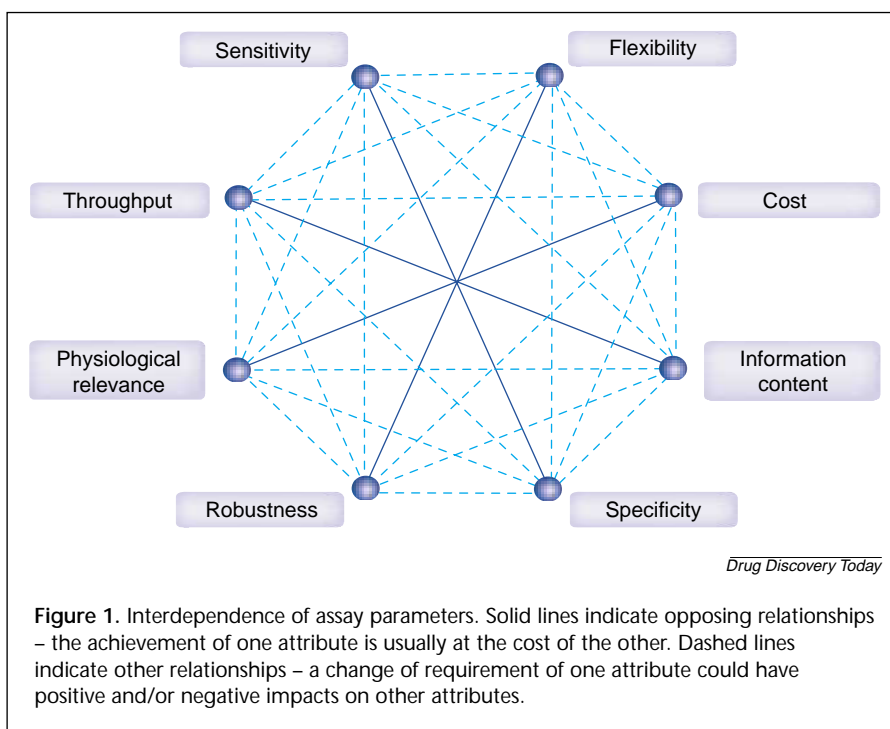 Sensitivity
Flexibility
Throughput
Cost
Physiological
relevance
Information
content
Robustness
Specificity
Drug Discovery Today
Figure 1. Interdependence of assay parameters. Solid lines indicate opposing relationships
– the achievement of one attribute is usually at the cost of the other. Dashed lines
indicate other relationships – a change of requirement of one attribute could have
positive and/or negative impacts on other attributes.